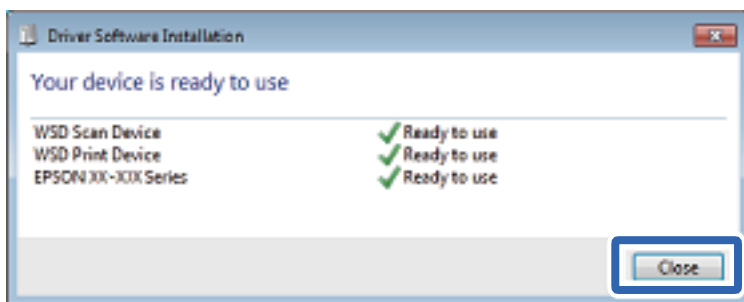 Driver Software Installation
Your device is ready to use
WSD Scan Device Ready to use
WSD Print Device Ready to use
EPSON XX-XXX Series Ready to use
Close